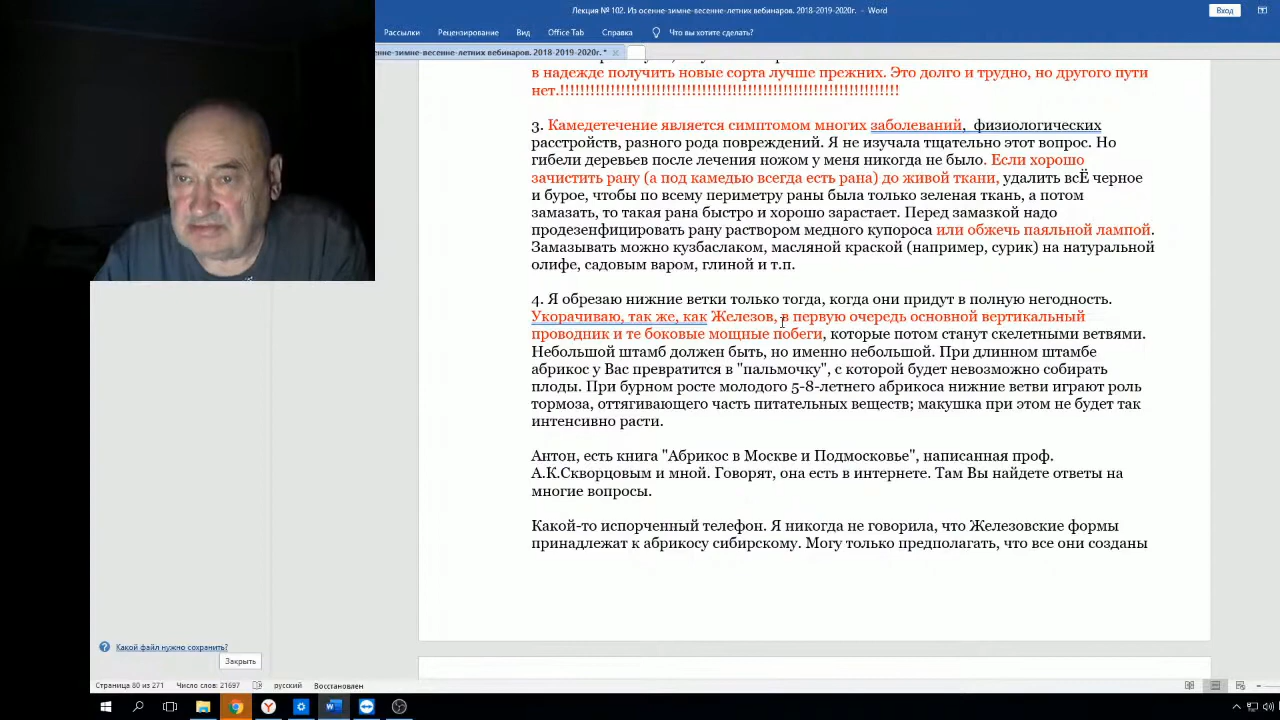 Лекция № 102. Из осенне-зимне-весенне-летних вебинаров. 2018-2019-2020г. - Word
Вход
Рассылки Рецензирование Вид Office Tab Справка Что вы хотите сделать?
нне-зимне-весенне-летних вебинаров. 2018-2019-2020г. *
в надежде получить новые сорта лучше прежних. Это долго и трудно, но другого пути
нет.!!!!!!!!!!!!!!!!!!!!!!!!!!!!!!!!!!!!!!!!!!!!!!!!!!!!!!!!!!!!!!!!!!
3. Камедетечение является симптомом многих заболеваний, физиологических
расстройств, разного рода повреждений. Я не изучала тщательно этот вопрос. Но
гибели деревьев после лечения ножом у меня никогда не было. Если хорошо
зачистить рану (а под камедью всегда есть рана) до живой ткани, удалить всЁ черное
и бурое, чтобы по всему периметру раны была только зеленая ткань, а потом
замазать, то такая рана быстро и хорошо зарастает. Перед замазкой надо
продезенфицировать рану раствором медного купороса или обжечь паяльной лампой.
Замазывать можно кузбаслаком, масляной краской (например, сурик) на натуральной
олифе, садовым варом, глиной и т.п.
4. Я обрезаю нижние ветки только тогда, когда они придут в полную негодность.
Укорачиваю, так же, как Железов, в первую очередь основной вертикальный
проводник и те боковые мощные побеги, которые потом станут скелетными ветвями.
Небольшой штамб должен быть, но именно небольшой. При длинном штамбе
абрикос у Вас превратится в "пальмочку", с которой будет невозможно собирать
плоды. При бурном росте молодого 5-8-летнего абрикоса нижние ветви играют роль
тормоза, оттягивающего часть питательных веществ; макушка при этом не будет так
интенсивно расти.
Антон, есть книга "Абрикос в Москве и Подмосковье", написанная проф.
А.К.Скворцовым и мной. Говорят, она есть в интернете. Там Вы найдете ответы на
многие вопросы.
Какой-то испорченный телефон. Я никогда не говорила, что Железовские формы
принадлежат к абрикосу сибирскому. Могу только предполагать, что все они созданы
Какой файл нужно сохранить?
Закрыть
Страница 80 из 271 Число слов: 21697 русский Восстановлен